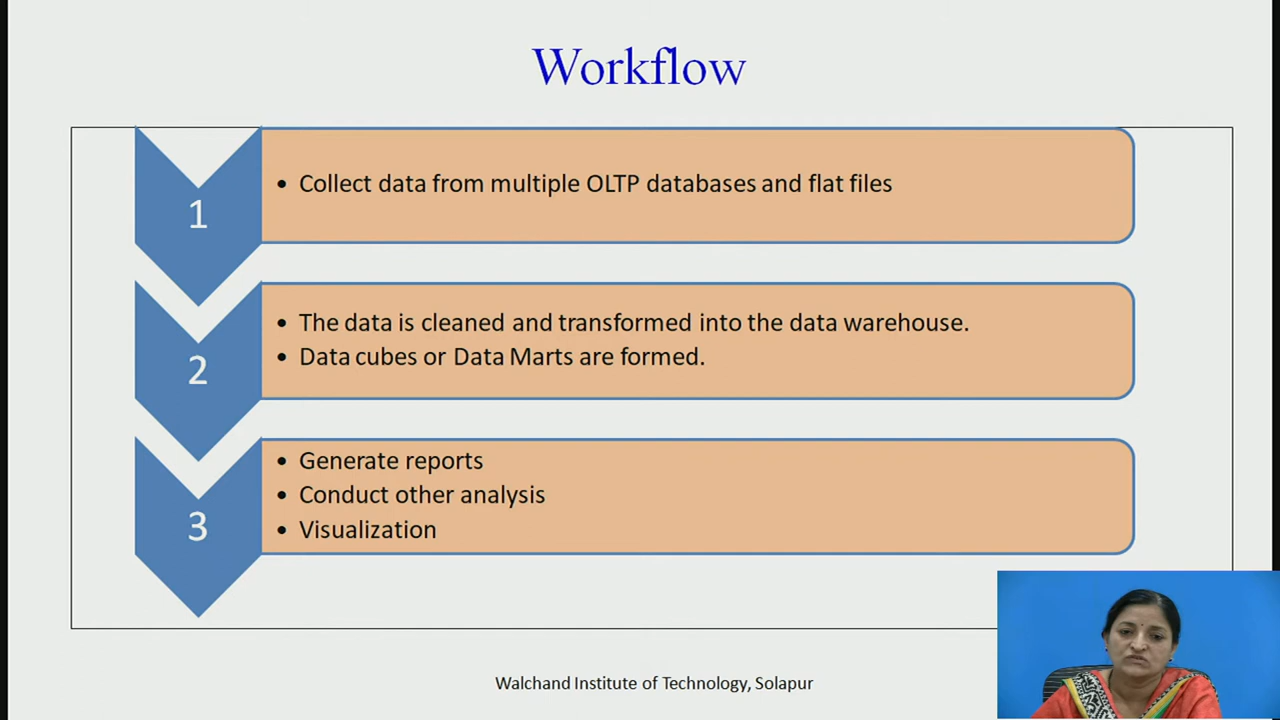 Workflow
1
• Collect data from multiple OLTP databases and flat files
2
• The data is cleaned and transformed into the data warehouse.
• Data cubes or Data Marts are formed.
3
• Generate reports
• Conduct other analysis
• Visualization
Walchand Institute of Technology, Solapur